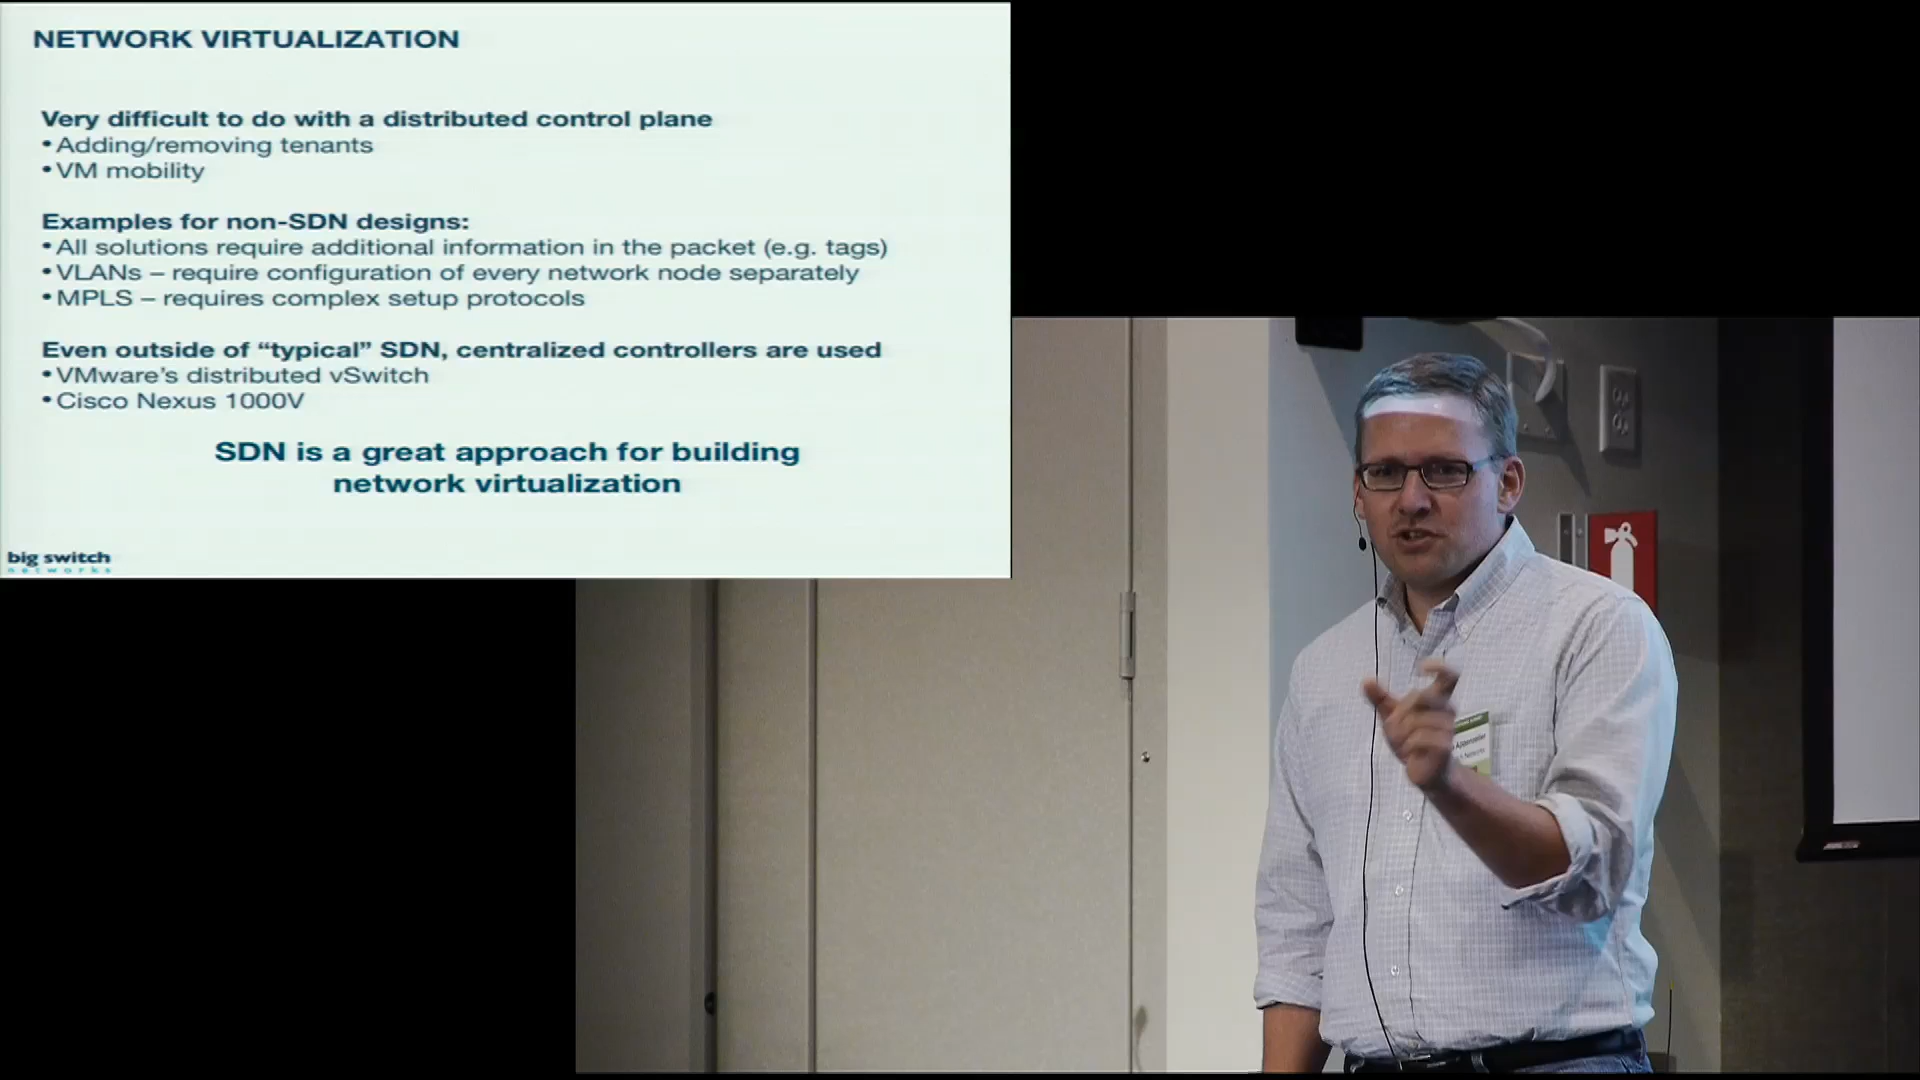 NETWORK VIRTUALIZATION
Very difficult to do with a distributed control plane
•Adding/removing tenants
•VM mobility
Examples for non-SDN designs:
•All solutions require additional information in the packet (e.g. tags)
•VLANs – require configuration of every network node separately
•MPLS – requires complex setup protocols
Even outside of “typical” SDN, centralized controllers are used
•VMware’s distributed vSwitch
•Cisco Nexus 1000V
SDN is a great approach for building
network virtualization
big switch
networks
Appenzeller